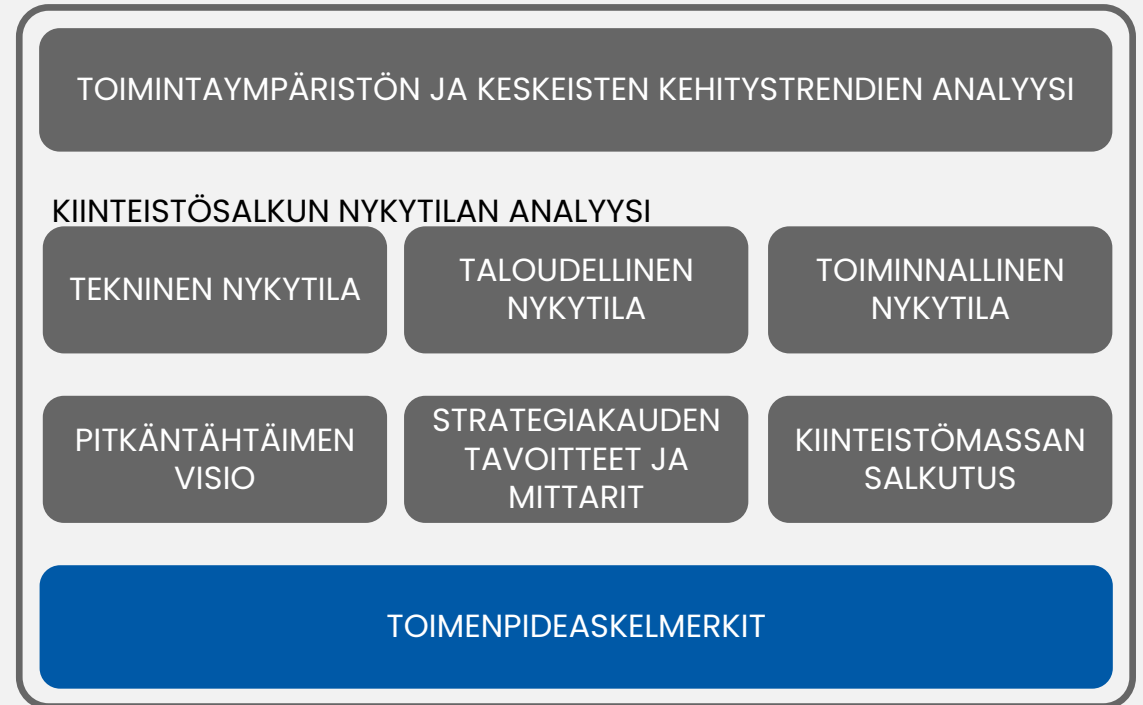 TOIMINTAYMPÄRISTÖN JA KESKEISTEN KEHITYSTRENDIEN ANALYYSI
KIINTEISTÖSALKUN NYKYTILAN ANALYYSI
TEKNINEN NYKYTILA
TALOUDELLINEN
NYKYTILA
TOIMINNALLINEN
NYKYTILA
PITKÄNTÄHTÄIMEN
VISIO
STRATEGIAKAUDEN
TAVOITTEET JA
MITTARIT
KIINTEISTÖMASSAN
SALKUTUS
TOIMENPIDEASKELMERKIT